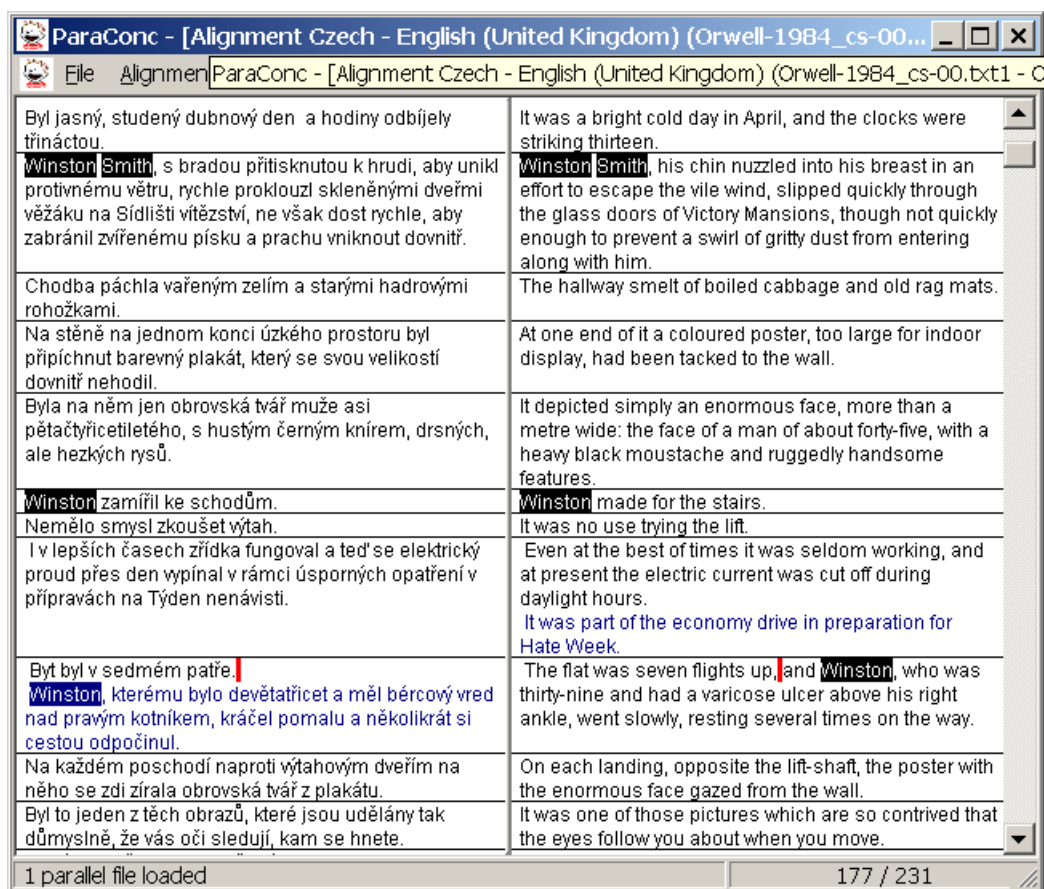 ParaConc - [Alignment Czech - English (United Kingdom) (Orwell-1984_cs-00...
File Alignmen
ParaConc - [Alignment Czech - English (United Kingdom) (Orwell-1984_cs-00.txt1 - O
Byl jasný, studený dubnový den a hodiny odbíjely
třináctou.
It was a bright cold day in April, and the clocks were
striking thirteen.
Winston Smith, s bradou přitisknutou k hrudi, aby unikl
protivnému větru, rychle proklouzl skleněnými dveřmi
věžáku na Sídlišti vítězství, ne však dost rychle, aby
zabránil zvířenému písku a prachu vniknout dovnitř.
Winston Smith, his chin nuzzled into his breast in an
effort to escape the vile wind, slipped quickly through
the glass doors of Victory Mansions, though not quickly
enough to prevent a swirl of gritty dust from entering
along with him.
Chodba páchla vařeným zelím a starými hadrovými
rohožkami.
The hallway smelt of boiled cabbage and old rag mats.
Na stěně na jednom konci úzkého prostoru byl
připíchnut barevný plakát, který se svou velikostí
dovnitř nehodil.
At one end of it a coloured poster, too large for indoor
display, had been tacked to the wall.
Byla na něm jen obrovská tvář muže asi
pětačtyřicetiletého, s hustým černým knírem, drsných,
ale hezkých rysů.
It depicted simply an enormous face, more than a
metre wide: the face of a man of about forty-five, with a
heavy black moustache and ruggedly handsome
features.
Winston zamířil ke schodům.
Winston made for the stairs.
Nemělo smysl zkoušet výtah.
It was no use trying the lift.
I v lepších časech zřídka fungoval a teď se elektrický
proud přes den vypínal v rámci úsporných opatření v
přípravách na Týden nenávisti.
Even at the best of times it was seldom working, and
at present the electric current was cut off during
daylight hours.
It was part of the economy drive in preparation for
Hate Week.
Byt byl v sedmém patře.
Winston, kterému bylo devětatřicet a měl bércový vred
nad pravým kotníkem, kráčel pomalu a několikrát si
cestou odpočinul.
The flat was seven flights up, and Winston, who was
thirty-nine and had a varicose ulcer above his right
ankle, went slowly, resting several times on the way.
Na každém poschodí naproti výtahovým dveřím na
něho se zdi zírala obrovská tvář z plakátu.
On each landing, opposite the lift-shaft, the poster with
the enormous face gazed from the wall.
Byl to jeden z těch obrazů, které jsou udělány tak
důmyslně, že vás oči sledují, kam se hnete.
It was one of those pictures which are so contrived that
the eyes follow you about when you move.
1 parallel file loaded
177 / 231